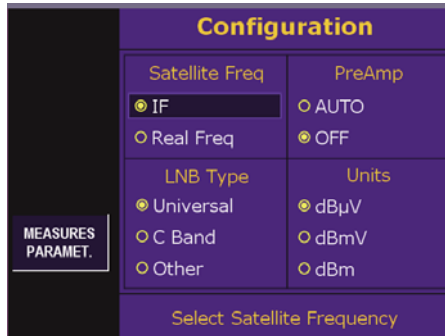 Configuration
Satellite Freq
IF
Real Freq
PreAmp
AUTO
OFF
LNB Type
Universal
C Band
Other
Units
dBµV
dBmV
dBm
MEASURES
PARAMET.
Select Satellite Frequency